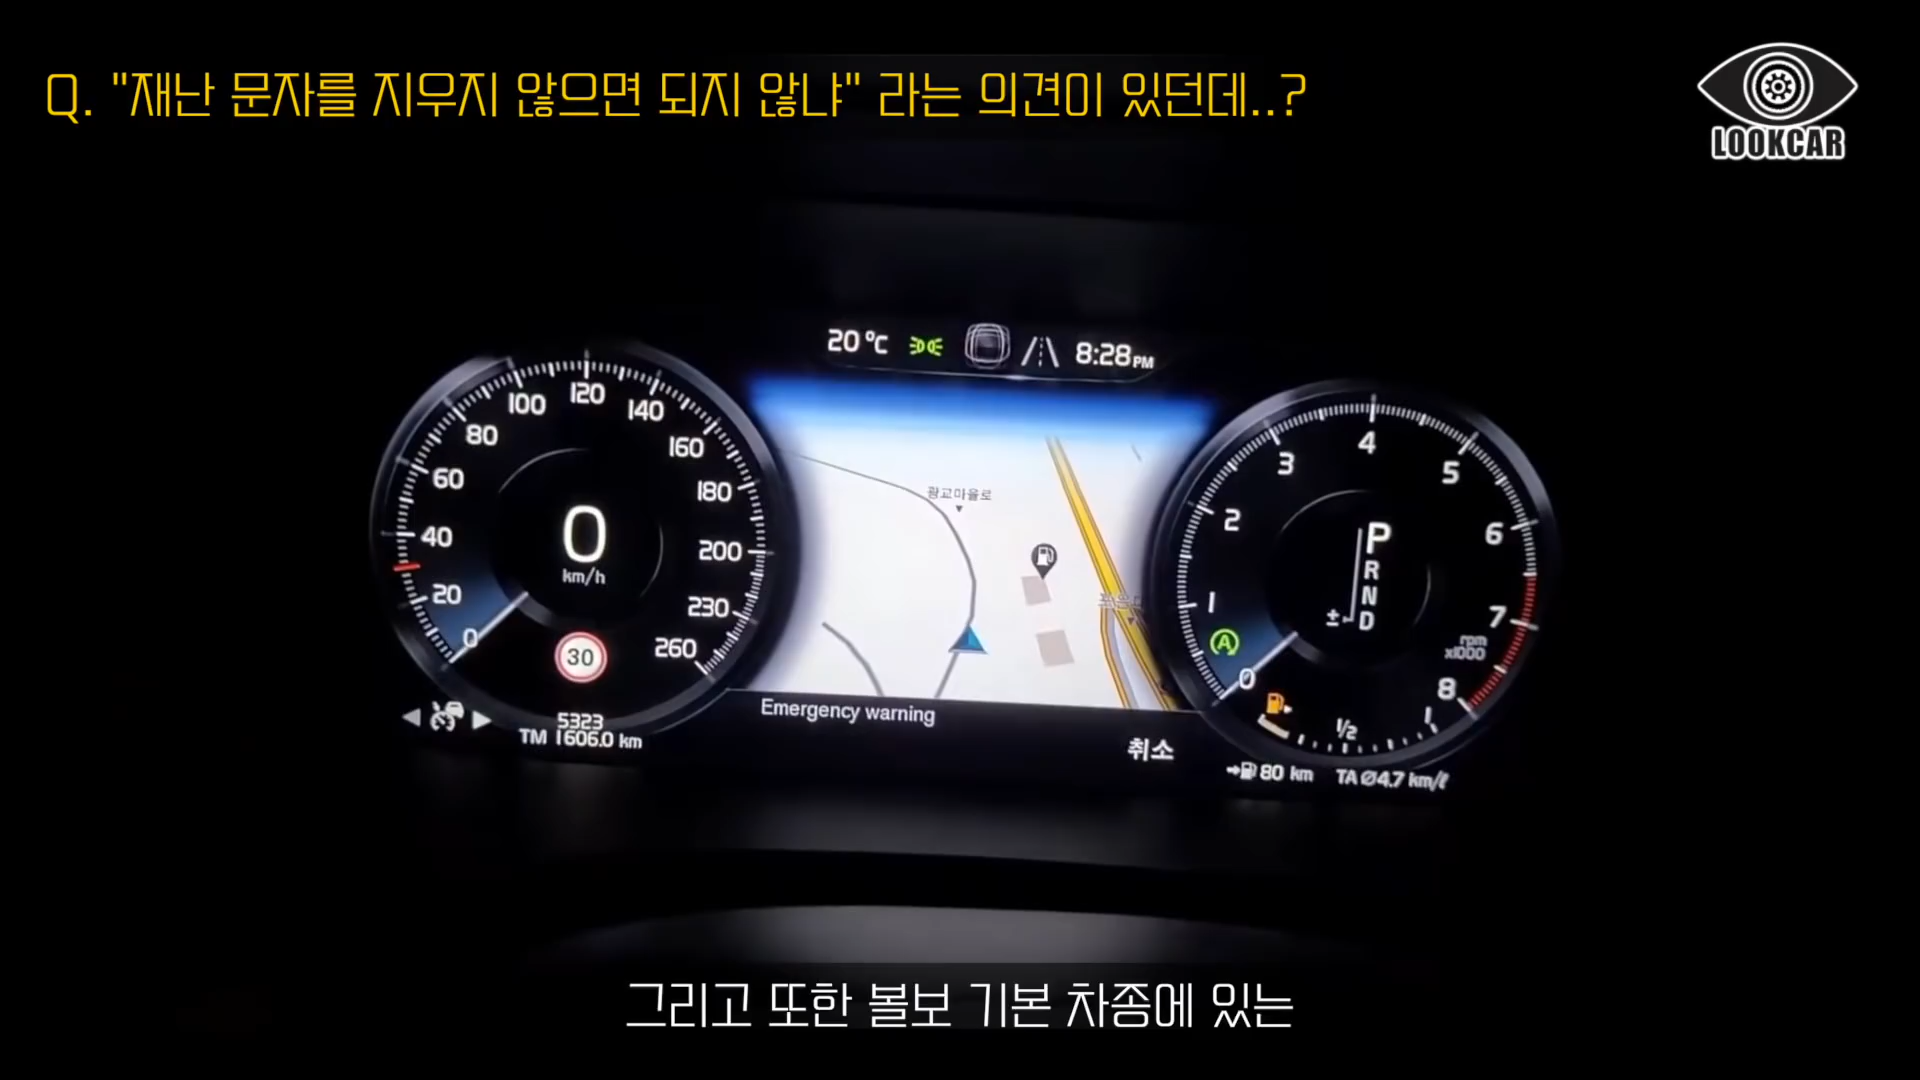 Q. "재난 문자를 지우지 않으면 되지 않냐" 라는 의견이 있던데..?
LOOKCAR
20 °C
8:28 PM
0
20
40
60
80
100
120
140
160
180
200
230
260
0
km/h
30
5323
TM 1606.0 km
광교마을로
Emergency warning
취소
0
1
2
3
4
5
6
7
8
rpm
x1000
P
R
N
± D
A
1/2
1
80 km
TA Ø4.7 km/ℓ
그리고 또한 볼보 기본 차종에 있는